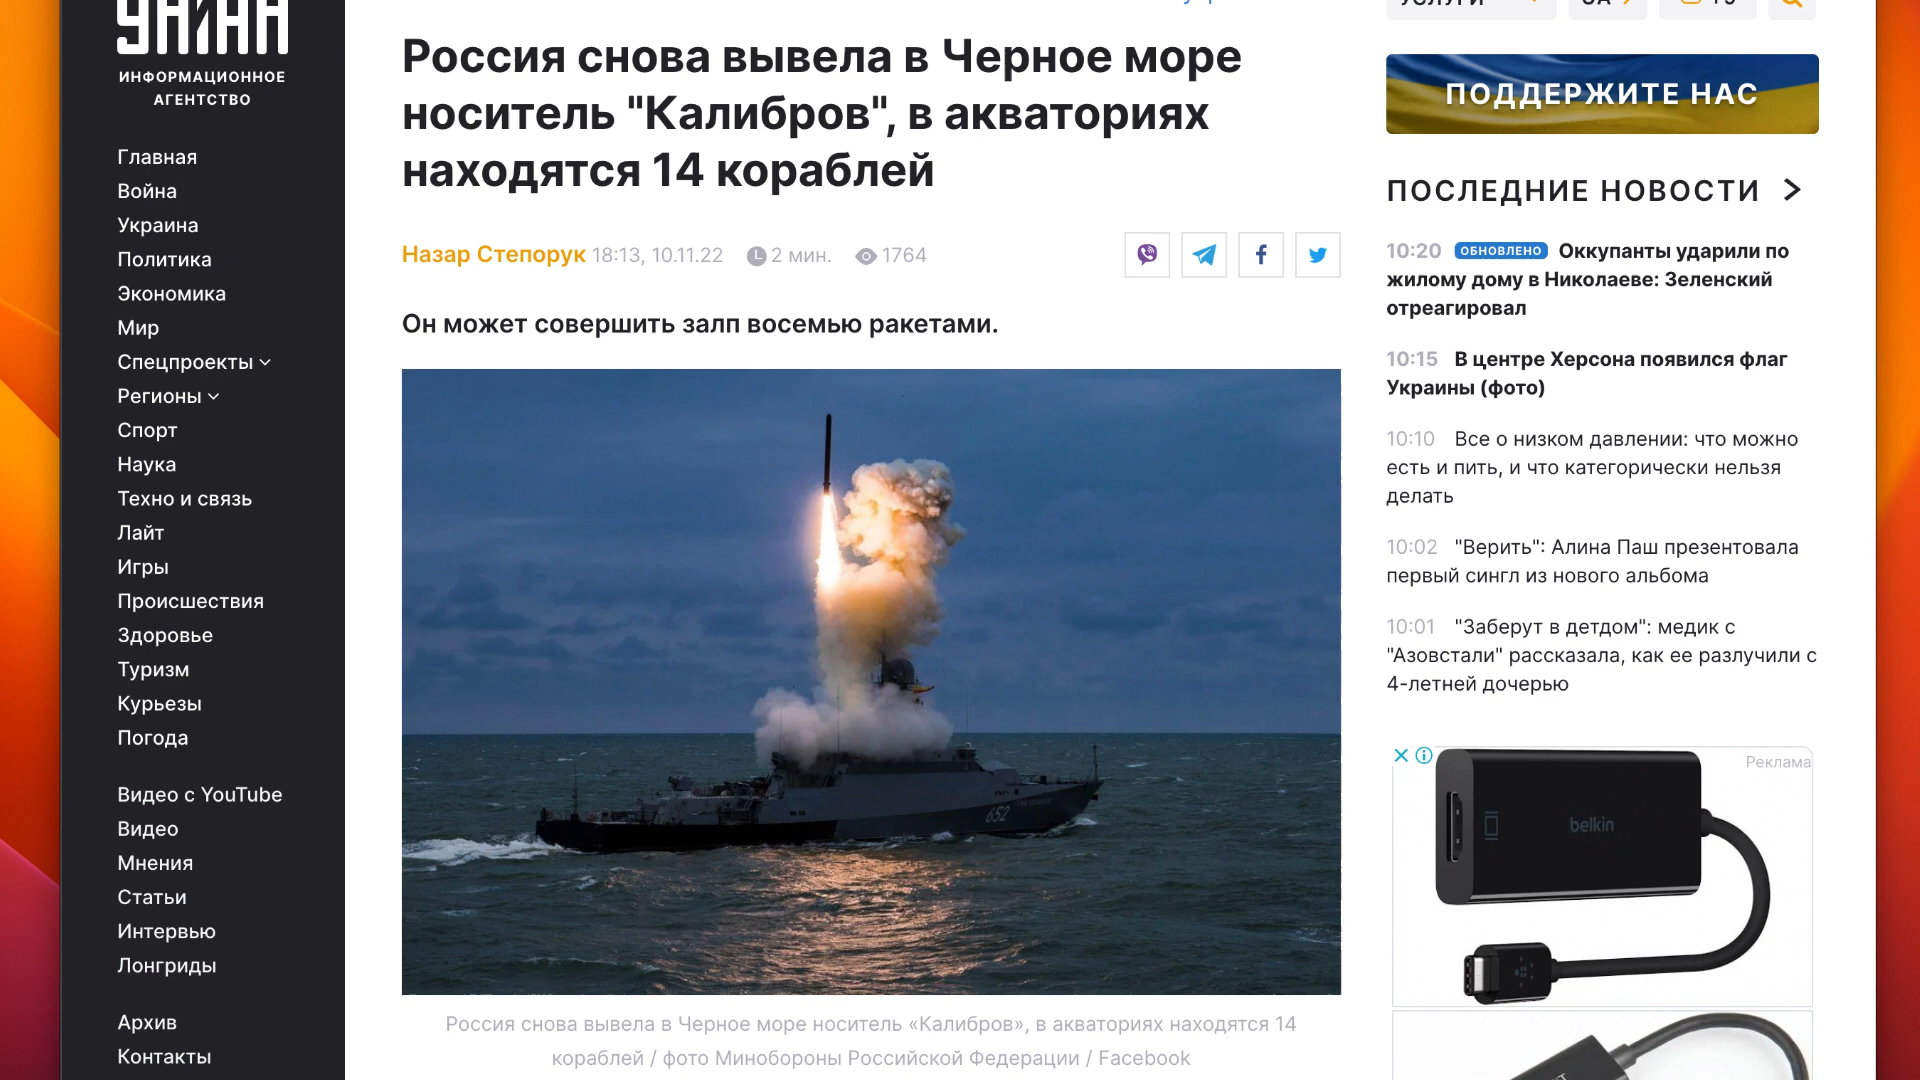 УНИАН
ИНФОРМАЦИОННОЕ
АГЕНТСТВО
Главная
Война
Украина
Политика
Экономика
Мир
Спецпроекты
Регионы
Спорт
Наука
Техно и связь
Лайт
Игры
Происшествия
Здоровье
Туризм
Курьезы
Погода
Видео с YouTube
Видео
Мнения
Статьи
Интервью
Лонгриды
Архив
Контакты
Россия снова вывела в Черное море
носитель "Калибров", в акваториях
находятся 14 кораблей
Назар Степорук 18:13, 10.11.22 2 мин. 1764
Он может совершить залп восемью ракетами.
652
Россия снова вывела в Черное море носитель «Калибров», в акваториях находятся 14
кораблей / фото Минобороны Российской Федерации / Facebook
УСЛУГИ
ПОДДЕРЖИТЕ НАС
ПОСЛЕДНИЕ НОВОСТИ
10:20 ОБНОВЛЕНО Оккупанты ударили по
жилому дому в Николаеве: Зеленский
отреагировал
10:15 В центре Херсона появился флаг
Украины (фото)
10:10 Все о низком давлении: что можно
есть и пить, и что категорически нельзя
делать
10:02 "Верить": Алина Паш презентовала
первый сингл из нового альбома
10:01 "Заберут в детдом": медик с
"Азовстали" рассказала, как ее разлучили с
4-летней дочерью
Реклама
belkin